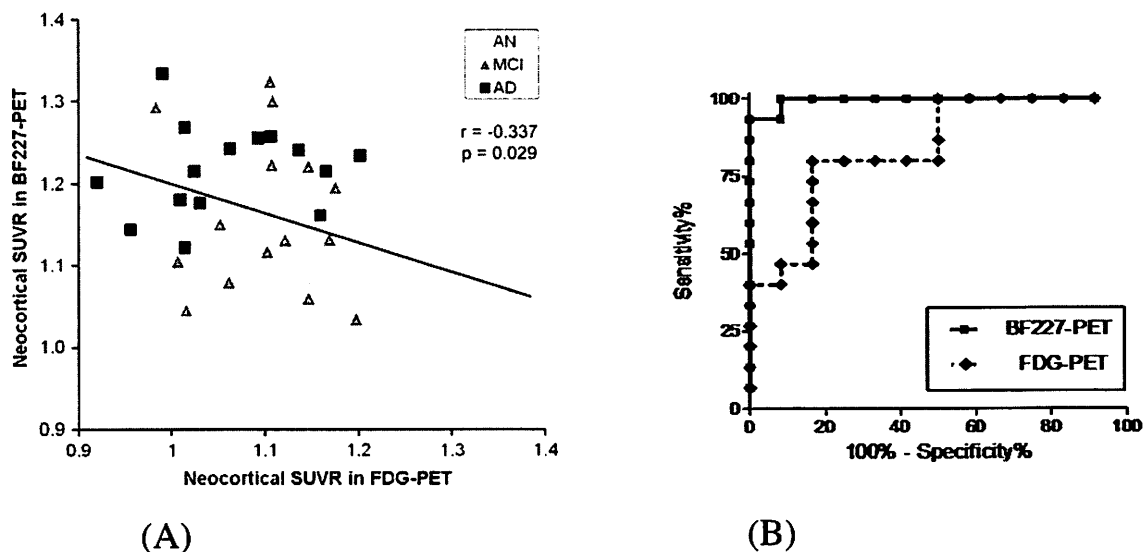 AN
MCI
AD
r = -0.337
p = 0.029
1.4
1.3
1.2
1.1
1.0
0.9
0.9
1
1.1
1.2
1.3
1.4
Neocortical SUVR in BF227-PET
Neocortical SUVR in FDG-PET
(A)
100
75
50
25
0
0
20
40
60
80
100
Sensitivity%
100% - Specificity%
BF227-PET
FDG-PET
(B)